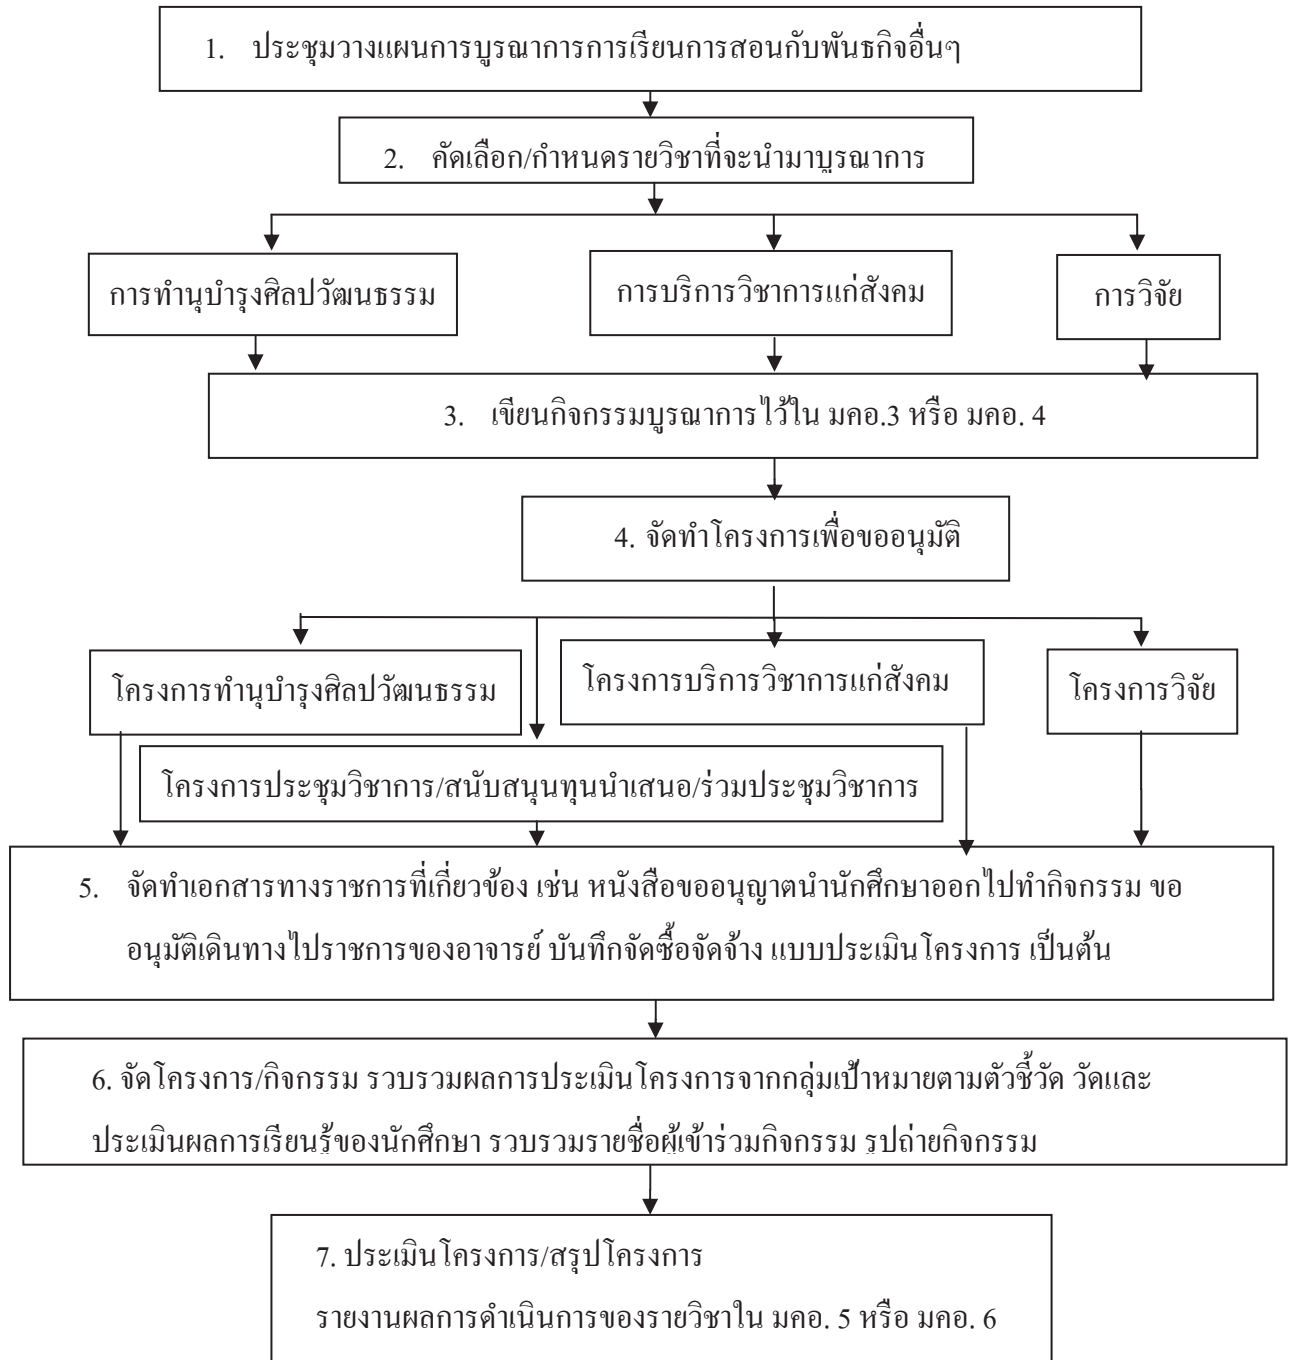 1. ประชุมวางแผนการบูรณาการการเรียนการสอนกับพันธกิจอื่นๆ
2. คัดเลือก/กำหนดรายวิชาที่จะนำมาบูรณาการ
การทำนุบำรุงศิลปวัฒนธรรม
การบริการวิชาการแก่สังคม
การวิจัย
3. เขียนกิจกรรมบูรณาการไว้ใน มคอ.3 หรือ มคอ. 4
4. จัดทำโครงการเพื่อขออนุมัติ
โครงการทำนุบำรุงศิลปวัฒนธรรม
โครงการบริการวิชาการแก่สังคม
โครงการวิจัย
โครงการประชุมวิชาการ/สนับสนุนทุนนำเสนอ/ร่วมประชุมวิชาการ
5. จัดทำเอกสารทางราชการที่เกี่ยวข้อง เช่น หนังสือขออนุญาตนำนักศึกษาออกไปทำกิจกรรม ขอ
อนุมัติเดินทางไปราชการของอาจารย์ บันทึกจัดซื้อจัดจ้าง แบบประเมินโครงการ เป็นต้น
6. จัดโครงการ/กิจกรรม รวบรวมผลการประเมินโครงการจากกลุ่มเป้าหมายตามตัวชี้วัด วัดและ
ประเมินผลการเรียนรู้ของนักศึกษา รวบรวมรายชื่อผู้เข้าร่วมกิจกรรม รูปถ่ายกิจกรรม
7. ประเมินโครงการ/สรุปโครงการ
รายงานผลการดำเนินการของรายวิชาใน มคอ. 5 หรือ มคอ. 6